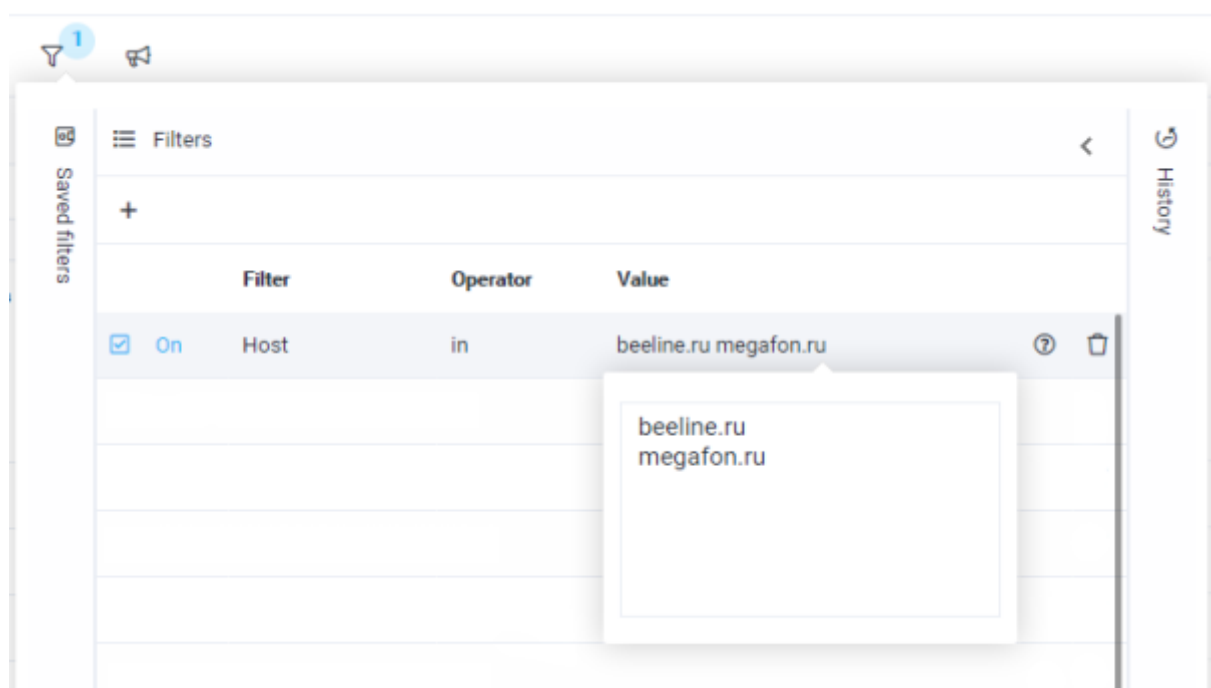 1
Filters
Saved filters
History
+
Filter Operator Value
On Host in beeline.ru megafon.ru
beeline.ru
megafon.ru